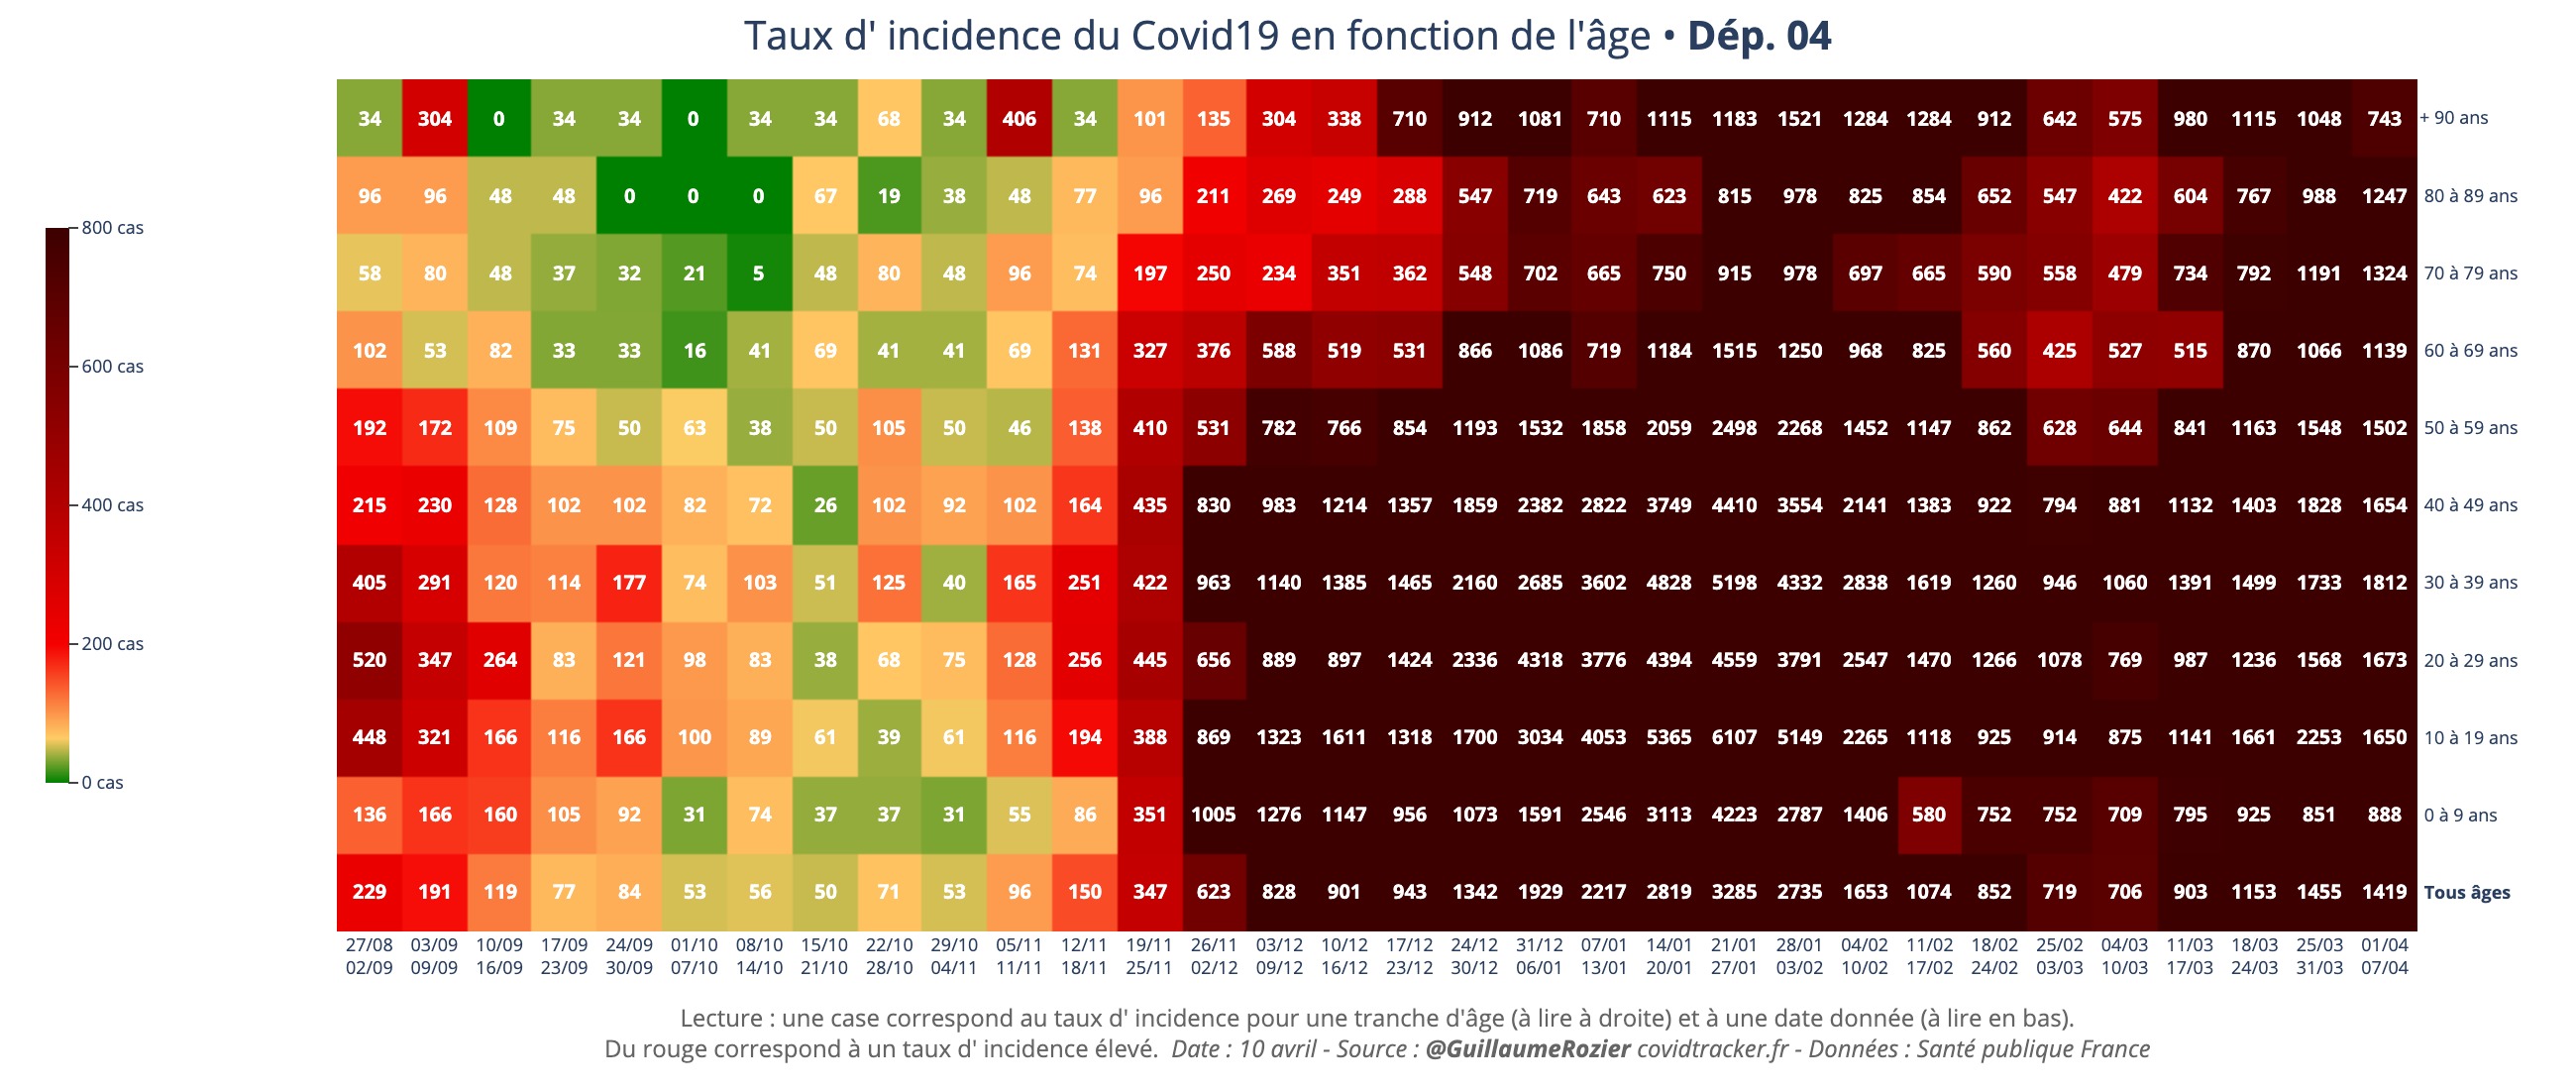 Taux d' incidence du Covid19 en fonction de l'âge • Dép. 04
800 cas
600 cas
400 cas
200 cas
0 cas
34 304 0 34 34 0 34 34 68 34 406 34 101 135 304 338 710 912 1081 710 1115 1183 1521 1284 1284 912 642 575 980 1115 1048 743 + 90 ans
96 96 48 48 0 0 0 67 19 38 48 77 96 211 269 249 288 547 719 643 623 815 978 825 854 652 547 422 604 767 988 1247 80 à 89 ans
58 80 48 37 32 21 5 48 80 48 96 74 197 250 234 351 362 548 702 665 750 915 978 697 665 590 558 479 734 792 1191 1324 70 à 79 ans
102 53 82 33 33 16 41 69 41 41 69 131 327 376 588 519 531 866 1086 719 1184 1515 1250 968 825 560 425 527 515 870 1066 1139 60 à 69 ans
192 172 109 75 50 63 38 50 105 50 46 138 410 531 782 766 854 1193 1532 1858 2059 2498 2268 1452 1147 862 628 644 841 1163 1548 1502 50 à 59 ans
215 230 128 102 102 82 72 26 102 92 102 164 435 830 983 1214 1357 1859 2382 2822 3749 4410 3554 2141 1383 922 794 881 1132 1403 1828 1654 40 à 49 ans
405 291 120 114 177 74 103 51 125 40 165 251 422 963 1140 1385 1465 2160 2685 3602 4828 5198 4332 2838 1619 1260 946 1060 1391 1499 1733 1812 30 à 39 ans
520 347 264 83 121 98 83 38 68 75 128 256 445 656 889 897 1424 2336 4318 3776 4394 4559 3791 2547 1470 1266 1078 769 987 1236 1568 1673 20 à 29 ans
448 321 166 116 166 100 89 61 39 61 116 194 388 869 1323 1611 1318 1700 3034 4053 5365 6107 5149 2265 1118 925 914 875 1141 1661 2253 1650 10 à 19 ans
136 166 160 105 92 31 74 37 37 31 55 86 351 1005 1276 1147 956 1073 1591 2546 3113 4223 2787 1406 580 752 752 709 795 925 851 888 0 à 9 ans
229 191 119 77 84 53 56 50 71 53 96 150 347 623 828 901 943 1342 1929 2217 2819 3285 2735 1653 1074 852 719 706 903 1153 1455 1419 Tous âges
27/08 03/09 10/09 17/09 24/09 01/10 08/10 15/10 22/10 29/10 05/11 12/11 19/11 26/11 03/12 10/12 17/12 24/12 31/12 07/01 14/01 21/01 28/01 04/02 11/02 18/02 25/02 04/03 11/03 18/03 25/03 01/04
02/09 09/09 16/09 23/09 30/09 07/10 14/10 21/10 28/10 04/11 11/11 18/11 25/11 02/12 09/12 16/12 23/12 30/12 06/01 13/01 20/01 27/01 03/02 10/02 17/02 24/02 03/03 10/03 17/03 24/03 31/03 07/04
Lecture : une case correspond au taux d' incidence pour une tranche d'âge (à lire à droite) et à une date donnée (à lire en bas).
Du rouge correspond à un taux d' incidence élevé. Date : 10 avril - Source : @GuillaumeRozier covidtracker.fr - Données : Santé publique France